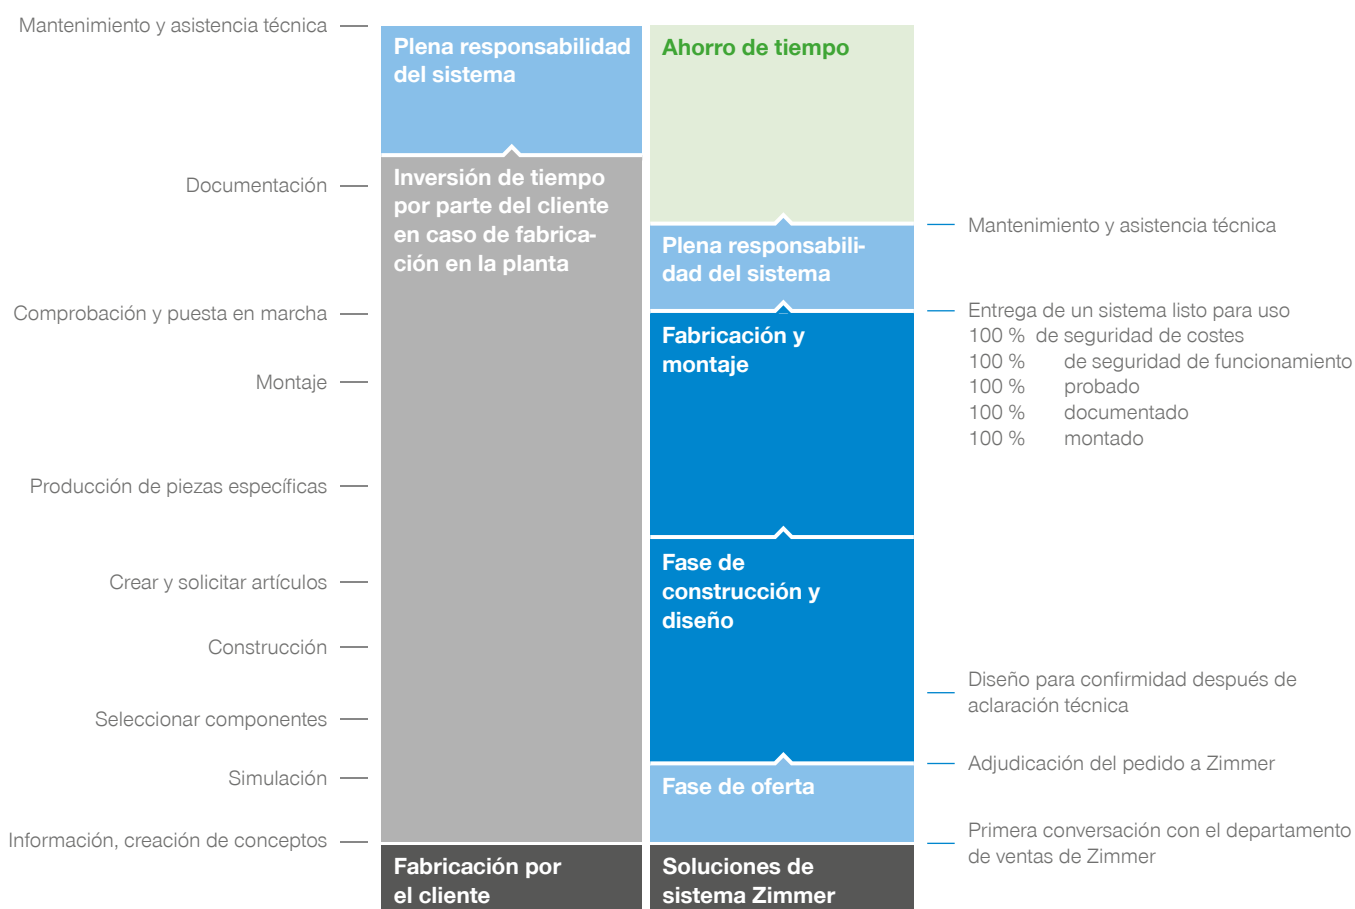 Mantenimiento y asistencia técnica
Documentación
Comprobación y puesta en marcha
Montaje
Producción de piezas específicas
Crear y solicitar artículos
Construcción
Seleccionar componentes
Simulación
Información, creación de conceptos
Plena responsabilidad
del sistema
Inversión de tiempo
por parte del cliente
en caso de fabrica-
ción en la planta
Fabricación por
el cliente
Ahorro de tiempo
Plena responsabili-
dad del sistema
Fabricación y
montaje
Fase de
construcción y
diseño
Fase de oferta
Soluciones de
sistema Zimmer
Mantenimiento y asistencia técnica
Entrega de un sistema listo para uso
100 % de seguridad de costes
100 % de seguridad de funcionamiento
100 % probado
100 % documentado
100 % montado
Diseño para confirmidad después de
aclaración técnica
Adjudicación del pedido a Zimmer
Primera conversación con el departamento
de ventas de Zimmer